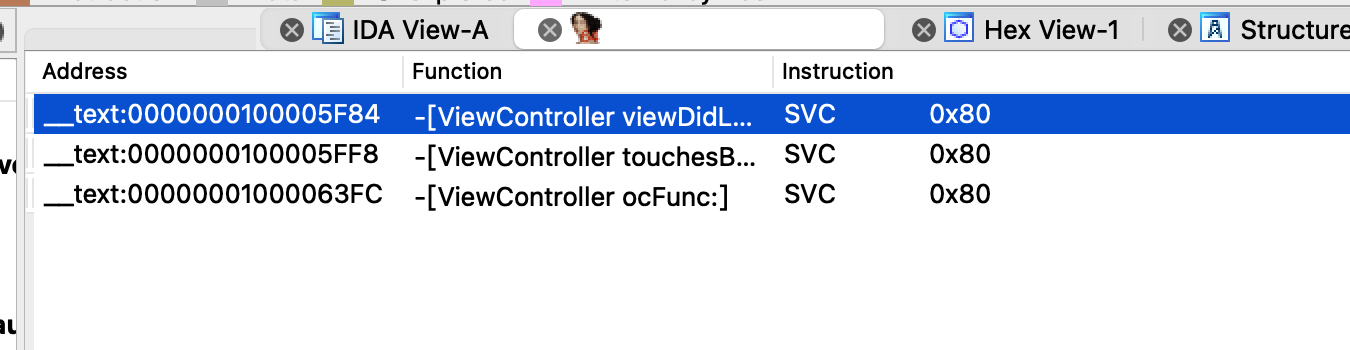 IDA View-A Hex View-1 Structure
Address Function Instruction
__text:0000000100005F84 -[ViewController viewDidL... SVC 0x80
__text:0000000100005FF8 -[ViewController touchesB... SVC 0x80
__text:00000001000063FC -[ViewController ocFunc:] SVC 0x80